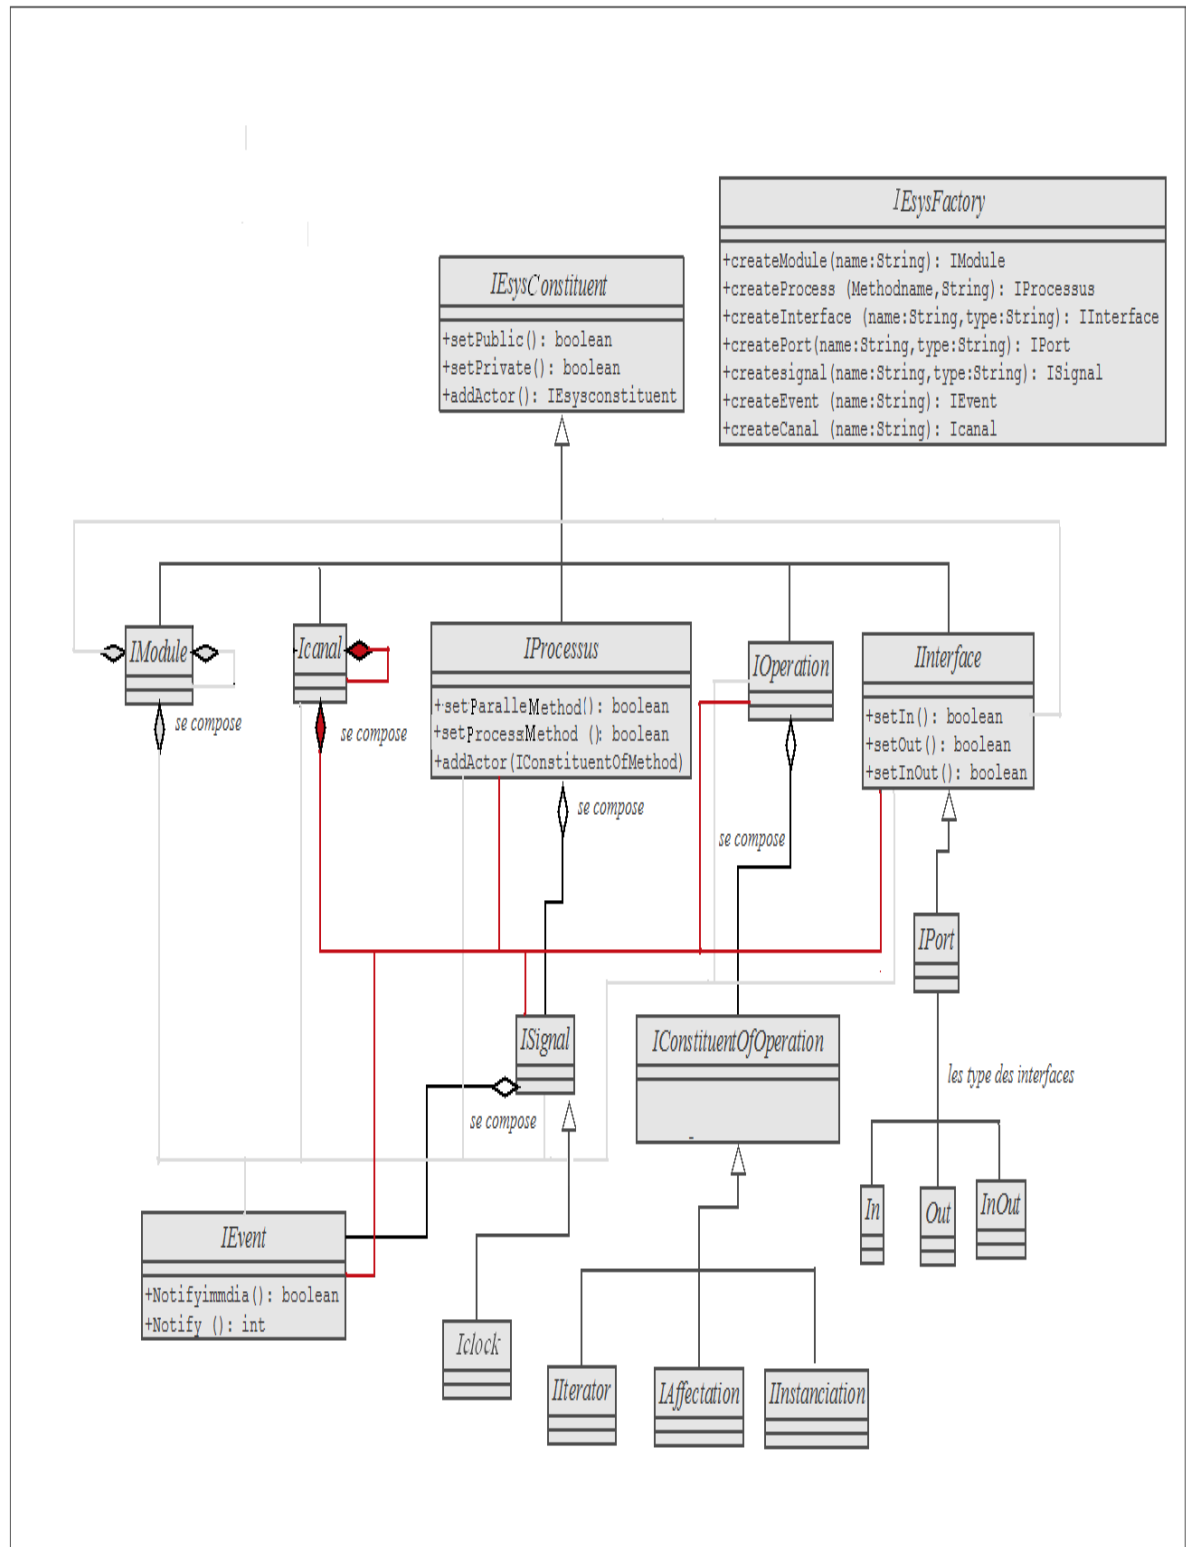 IEsysFactory
+createModule(name:String): IModule
+createProcess (Methodname,String): IProcessus
+createInterface (name:String,type:String): IInterface
+createPort(name:String,type:String): IPort
+createsignal(name:String,type:String): ISignal
+createEvent (name:String): IEvent
+createCanal (name:String): Icanal
IEsysConstituent
+setPublic(): boolean
+setPrivate(): boolean
+addActor(): IEsysconstituent
IModule
se compose
Icanal
se compose
IProcessus
+setParalleMethod(): boolean
+setProcessMethod (): boolean
+addActor(IConstituentOfMethod)
se compose
IOperation
se compose
IInterface
+setIn(): boolean
+setOut(): boolean
+setInOut(): boolean
IPort
les type des interfaces
In
Out
InOut
ISignal
se compose
IConstituentOfOperation
IEvent
+Notifyimmdia(): boolean
+Notify (): int
Iclock
IIterator
IAffectation
IInstanciation